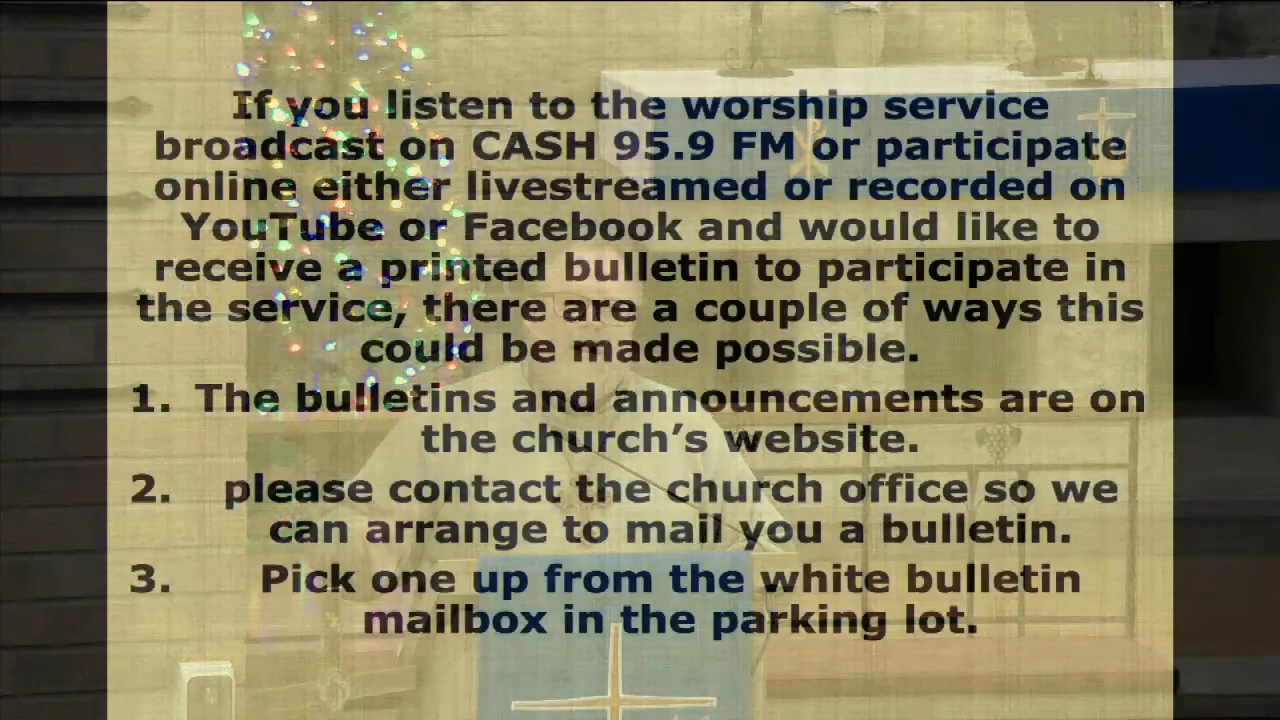 If you listen to the worship service
broadcast on CASH 95.9 FM or participate
online either livestreamed or recorded on
YouTube or Facebook and would like to
receive a printed bulletin to participate in
the service, there are a couple of ways this
could be made possible.
1. The bulletins and announcements are on
the church’s website.
2. please contact the church office so we
can arrange to mail you a bulletin.
3. Pick one up from the white bulletin
mailbox in the parking lot.